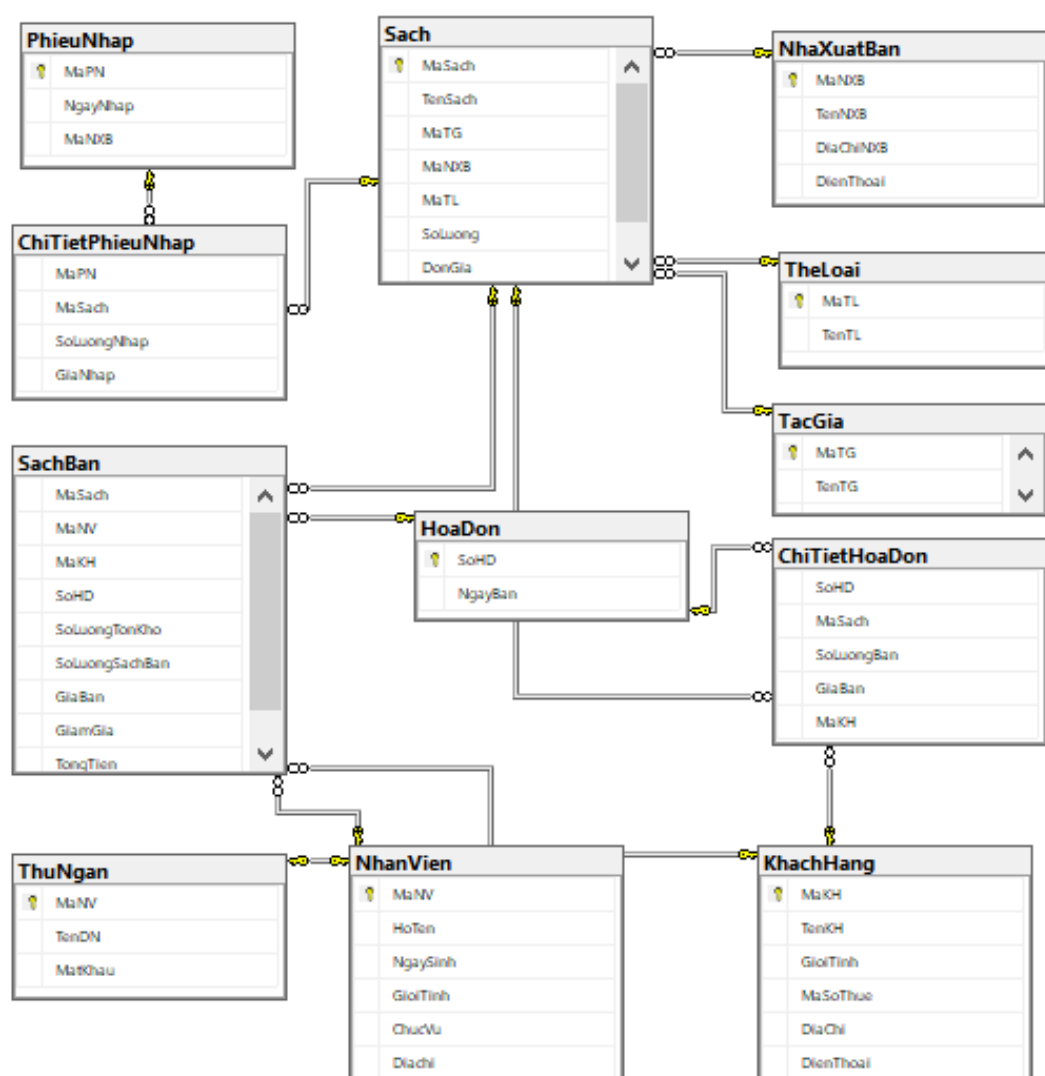 PhieuNhap
MaPN
NgayNhap
MaNXB
Sach
MaSach
TenSach
MaTG
MaNXB
MaTL
SoLuong
DonGia
NhaXuatBan
MaNXB
TenNXB
DiaChiNXB
DienThoai
ChiTietPhieuNhap
MaPN
MaSach
SoLuongNhap
GiaNhap
TheLoai
MaTL
TenTL
TacGia
MaTG
TenTG
SachBan
MaSach
MaNV
MaKH
SoHD
SoLuongTonKho
SoLuongSachBan
GiaBan
GiamGia
TongTien
HoaDon
SoHD
NgayBan
ChiTietHoaDon
SoHD
MaSach
SoLuongBan
GiaBan
MaKH
ThuNgan
MaNV
TenDN
MatKhau
NhanVien
MaNV
HoTen
NgaySinh
GioiTinh
ChucVu
Diachi
KhachHang
MaKH
TenKH
GioiTinh
MaSoThue
DiaChi
DienThoai